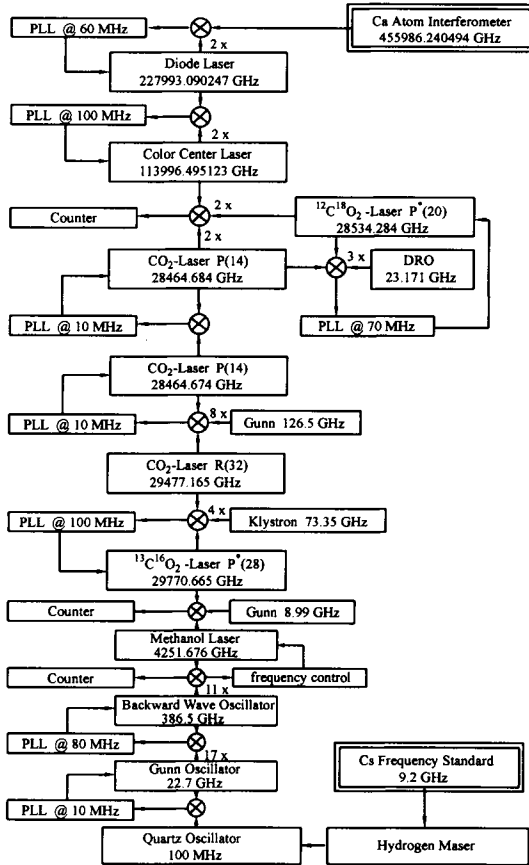 PLL @ 60 MHz
Ca Atom Interferometer
455986.240494 GHz
2 x
Diode Laser
227993.090247 GHz
PLL @ 100 MHz
2 x
Color Center Laser
113996.495123 GHz
Counter
2 x
2 x
¹²C¹⁸O₂ -Laser P*(20)
28534.284 GHz
CO₂-Laser P(14)
28464.684 GHz
3 x
DRO
23.171 GHz
PLL @ 10 MHz
PLL @ 70 MHz
CO₂-Laser P(14)
28464.674 GHz
PLL @ 10 MHz
8 x
Gunn 126.5 GHz
CO₂-Laser R(32)
29477.165 GHz
PLL @ 100 MHz
4 x
Klystron 73.35 GHz
¹³C¹⁶O₂ -Laser P*(28)
29770.665 GHz
Counter
Gunn 8.99 GHz
Methanol Laser
4251.676 GHz
Counter
frequency control
11 x
Backward Wave Oscillator
386.5 GHz
PLL @ 80 MHz
17 x
Gunn Oscillator
22.7 GHz
Cs Frequency Standard
9.2 GHz
PLL @ 10 MHz
Quartz Oscillator
100 MHz
Hydrogen Maser